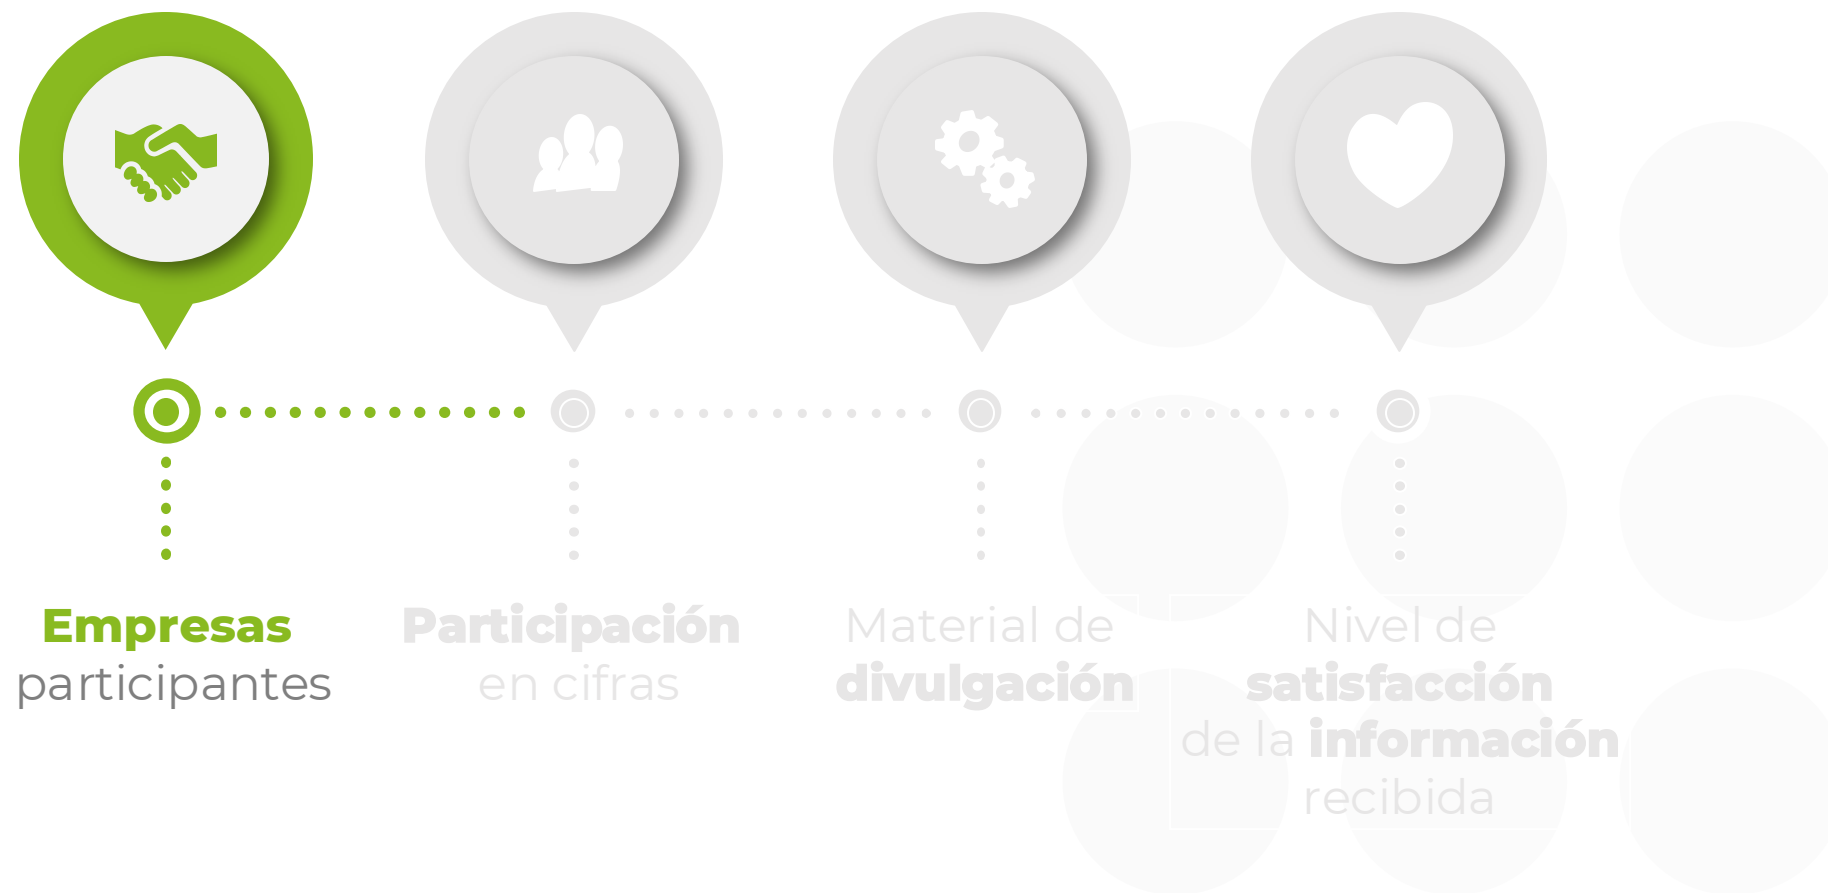 Empresas
participantes
Participación
en cifras
Material de
divulgación
Nivel de
satisfacción
de la información
recibida